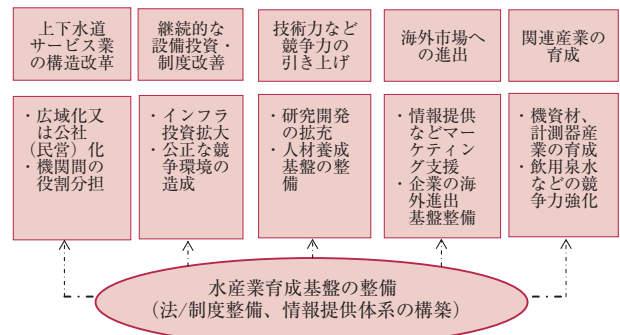 上下水道
サービス業
の構造改革
継続的な
設備投資・
制度改善
技術力など
競争力の
引き上げ
海外市場へ
の進出
関連産業の
育成
・広域化又
は公社
（民営）化
・機関間の
役割分担
・インフラ
投資拡大
・公正な競
争環境の
造成
・研究開発
の拡充
・人材養成
基盤の整
備
・情報提供
などマー
ケティン
グ支援
・企業の海
外進出
基盤整備
・機資材、
計測器産
業の育成
・飲用泉水
などの競
争力強化
水産業育成基盤の整備
（法/制度整備、情報提供体系の構築）